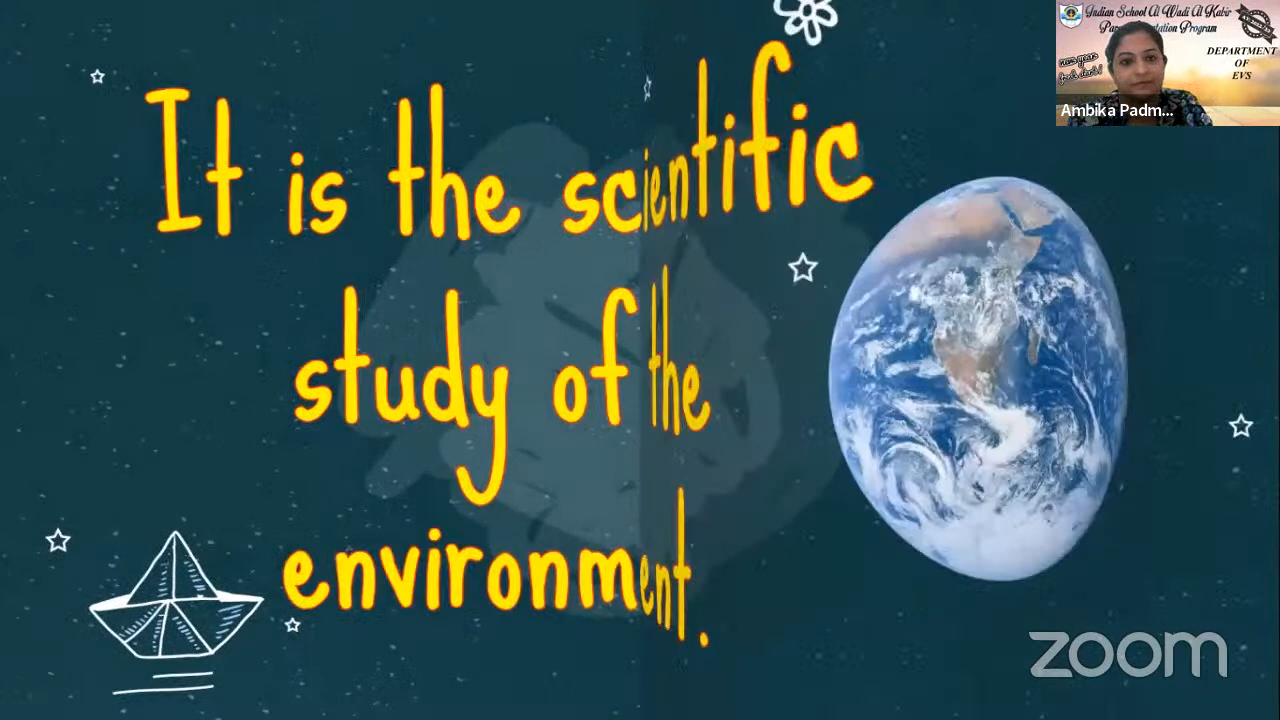 It is the scientific
study of the
environment.
Indian School Al Wadi Al Kabir
Program
DEPARTMENT
OF
EVS
Ambika Padm...
zoom